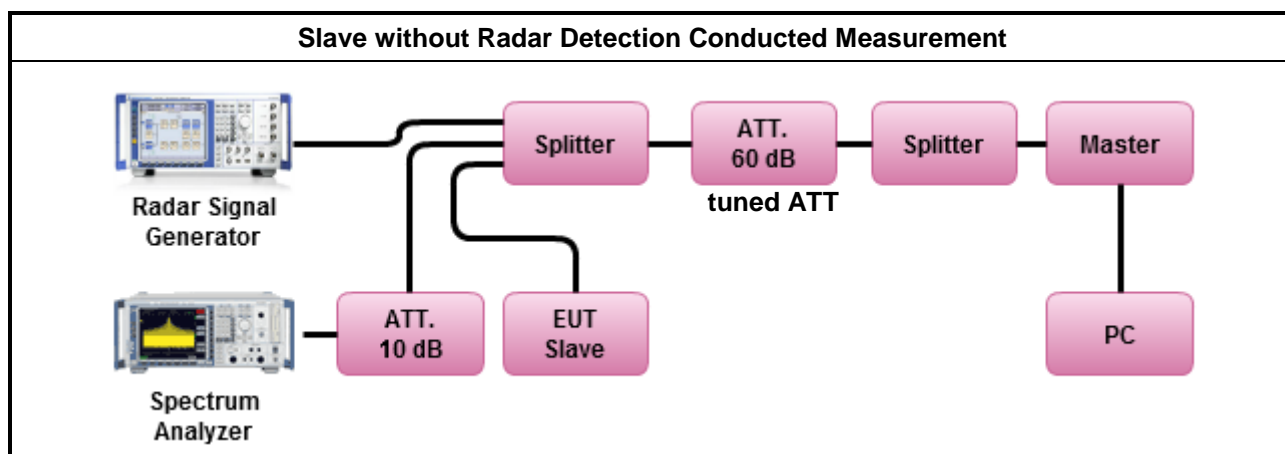 Slave without Radar Detection Conducted Measurement
Radar Signal
Generator
Splitter
ATT.
60 dB
tuned ATT
Splitter
Master
Spectrum
Analyzer
ATT.
10 dB
EUT
Slave
PC